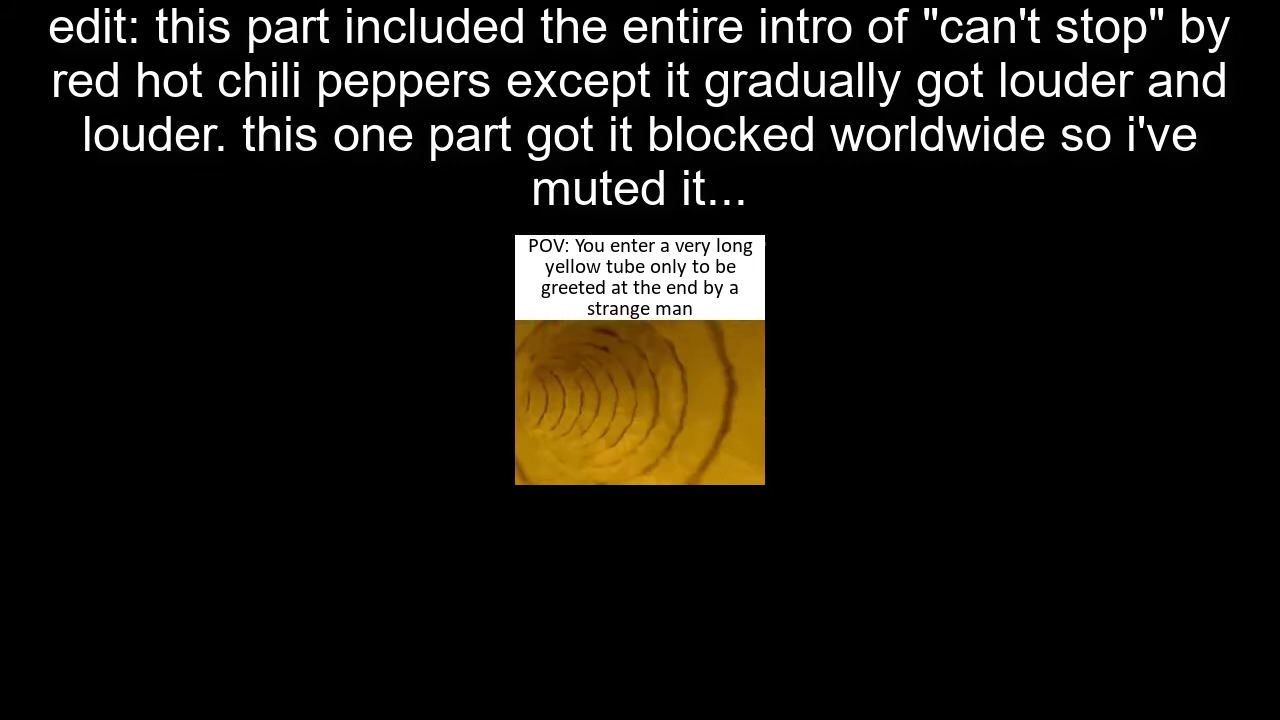 edit: this part included the entire intro of "can't stop" by
red hot chili peppers except it gradually got louder and
louder. this one part got it blocked worldwide so i've
muted it...
POV: You enter a very long
yellow tube only to be
greeted at the end by a
strange man